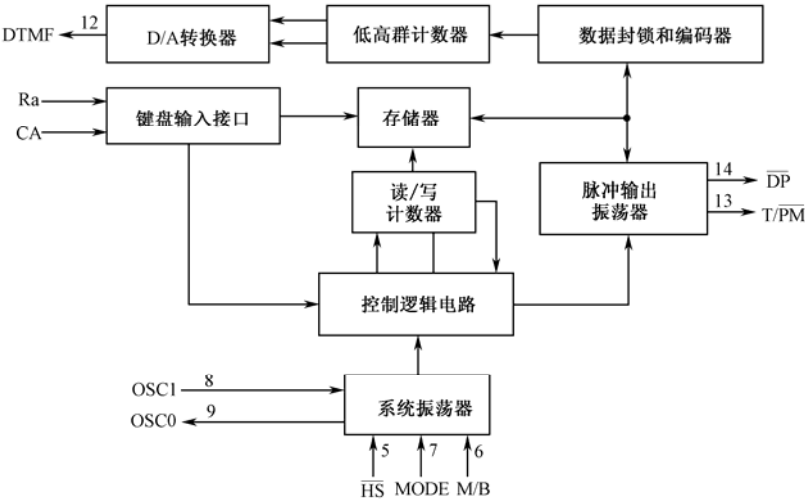 DTMF 12 D/A转换器 低高群计数器 数据封锁和编码器
Ra
键盘输入接口 存储器
CA
读/写
计数器
脉冲输出
振荡器
14 D̅P̅
13 T/P̅M̅
控制逻辑电路
OSC1 8
系统振荡器
OSC0 9
5 7 6
H̅S̅ MODE M/B